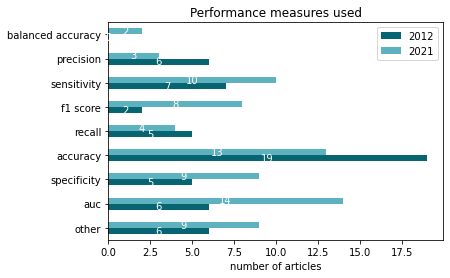 Performance measures used
2012
2021
balanced accuracy 2
precision 3 6
sensitivity 10 7
f1 score 8 2
recall 4 5
accuracy 13 19
specificity 9 5
auc 14 6
other 9 6
0.0 2.5 5.0 7.5 10.0 12.5 15.0 17.5
number of articles